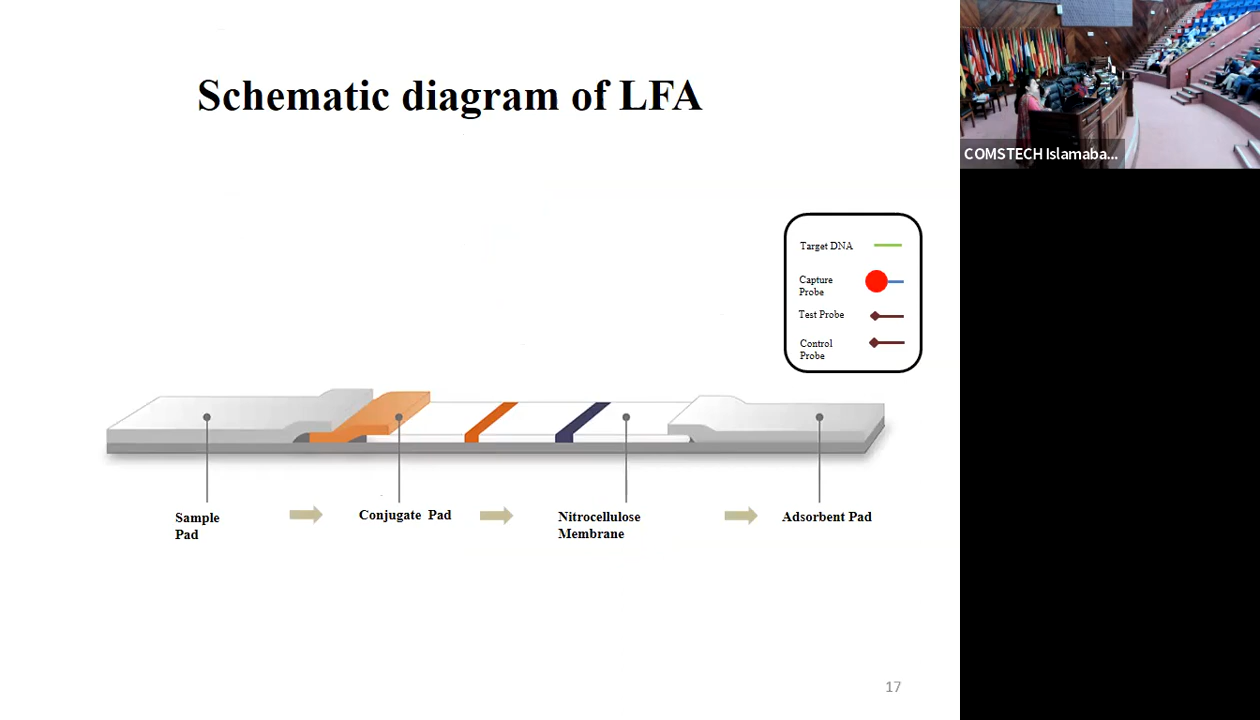 Schematic diagram of LFA
COMSTECH Islamaba...
Target DNA
Capture
Probe
Test Probe
Control
Probe
Sample
Pad
Conjugate Pad
Nitrocellulose
Membrane
Adsorbent Pad
17